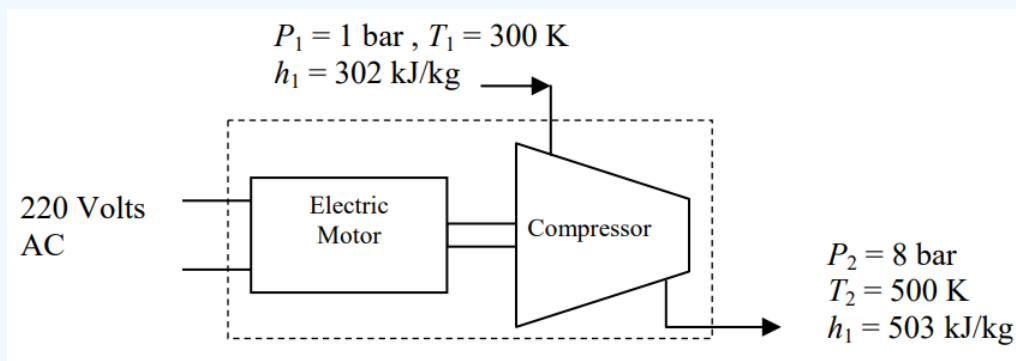 P₁ = 1 bar , T₁ = 300 K
h₁ = 302 kJ/kg
220 Volts
AC
Electric
Motor
Compressor
P₂ = 8 bar
T₂ = 500 K
h₁ = 503 kJ/kg